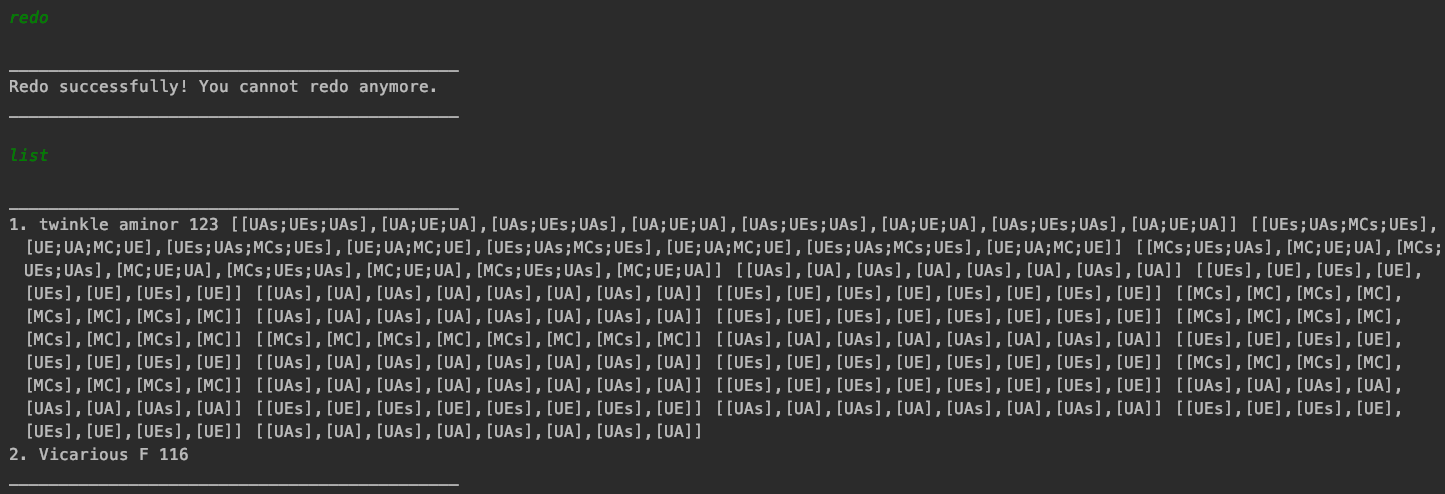 redo
_____________________________________________
Redo successfully! You cannot redo anymore.
_____________________________________________
list
_____________________________________________
1. twinkle aminor 123 [[UAs;UEs;UAs],[UA;UE;UA],[UAs;UEs;UAs],[UA;UE;UA],[UAs;UEs;UAs],[UA;UE;UA],[UAs;UEs;UAs],[UA;UE;UA]] [[UEs;UAs;MCs;UEs],
[UE;UA;MC;UE],[UEs;UAs;MCs;UEs],[UE;UA;MC;UE],[UEs;UAs;MCs;UEs],[UE;UA;MC;UE],[UEs;UAs;MCs;UEs],[UE;UA;MC;UE]] [[MCs;UEs;UAs],[MC;UE;UA],[MCs;
UEs;UAs],[MC;UE;UA],[MCs;UEs;UAs],[MC;UE;UA],[MCs;UEs;UAs],[MC;UE;UA]] [[UAs],[UA],[UAs],[UA],[UAs],[UA],[UAs],[UA]] [[UEs],[UE],[UEs],[UE],
[UEs],[UE],[UEs],[UE]] [[UAs],[UA],[UAs],[UA],[UAs],[UA],[UAs],[UA]] [[UEs],[UE],[UEs],[UE],[UEs],[UE],[UEs],[UE]] [[MCs],[MC],[MCs],[MC],
[MCs],[MC],[MCs],[MC]] [[UAs],[UA],[UAs],[UA],[UAs],[UA],[UAs],[UA]] [[UEs],[UE],[UEs],[UE],[UEs],[UE],[UEs],[UE]] [[MCs],[MC],[MCs],[MC],
[MCs],[MC],[MCs],[MC]] [[MCs],[MC],[MCs],[MC],[MCs],[MC],[MCs],[MC]] [[UAs],[UA],[UAs],[UA],[UAs],[UA],[UAs],[UA]] [[UEs],[UE],[UEs],[UE],
[UEs],[UE],[UEs],[UE]] [[UAs],[UA],[UAs],[UA],[UAs],[UA],[UAs],[UA]] [[UEs],[UE],[UEs],[UE],[UEs],[UE],[UEs],[UE]] [[MCs],[MC],[MCs],[MC],
[MCs],[MC],[MCs],[MC]] [[UAs],[UA],[UAs],[UA],[UAs],[UA],[UAs],[UA]] [[UEs],[UE],[UEs],[UE],[UEs],[UE],[UEs],[UE]] [[UAs],[UA],[UAs],[UA],
[UAs],[UA],[UAs],[UA]] [[UEs],[UE],[UEs],[UE],[UEs],[UE],[UEs],[UE]] [[UAs],[UA],[UAs],[UA],[UAs],[UA],[UAs],[UA]] [[UEs],[UE],[UEs],[UE],
[UEs],[UE],[UEs],[UE]] [[UAs],[UA],[UAs],[UA],[UAs],[UA],[UAs],[UA]]
2. Vicarious F 116
_____________________________________________